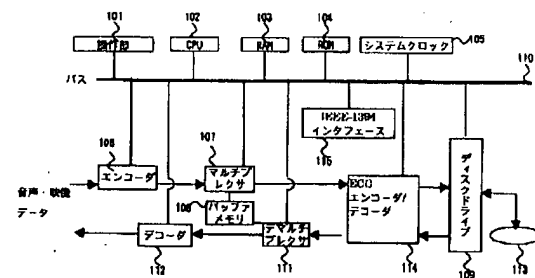 101
102
103
104
105
操作部
CPU
RAM
ROM
システムクロック
バス
110
IEEE-1394
インタフェース
115
106
エンコーダ
107
マルチプ
レクサ
音声・映像
データ
108
バッファ
メモリ
ECC
エンコーダ/
デコーダ
ディスクドライブ
デコーダ
デマルチ
プレクサ
112
111
114
109
113